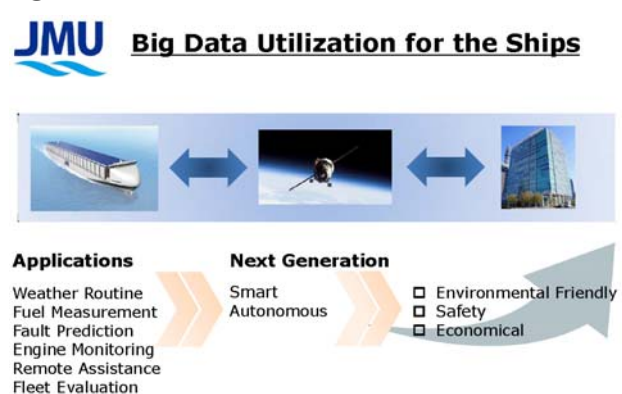 JMU
Big Data Utilization for the Ships
Applications
Weather Routine
Fuel Measurement
Fault Prediction
Engine Monitoring
Remote Assistance
Fleet Evaluation
Next Generation
Smart
Autonomous
Environmental Friendly
Safety
Economical